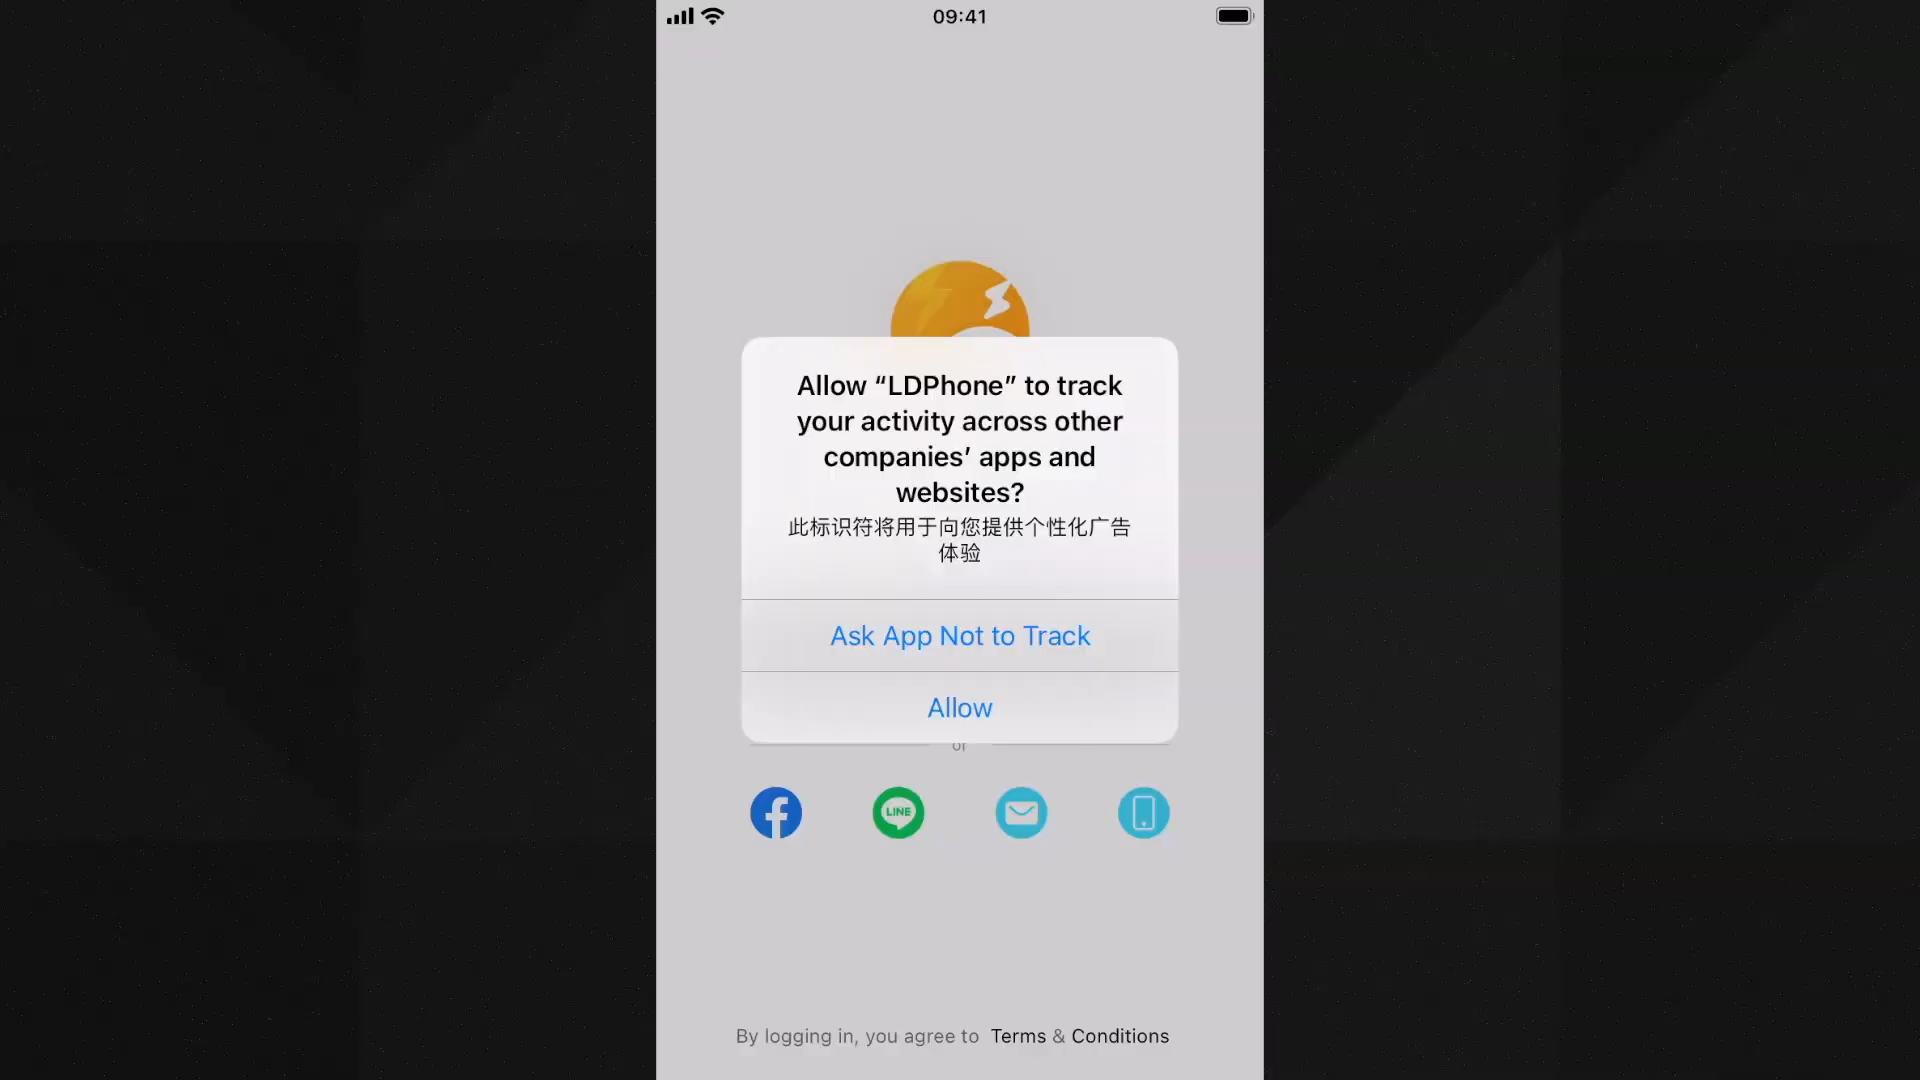 09:41
Allow “LDPhone” to track
your activity across other
companies’ apps and
websites?
此标识符将用于向您提供个性化广告
体验
Ask App Not to Track
Allow
or
LINE
By logging in, you agree to Terms & Conditions